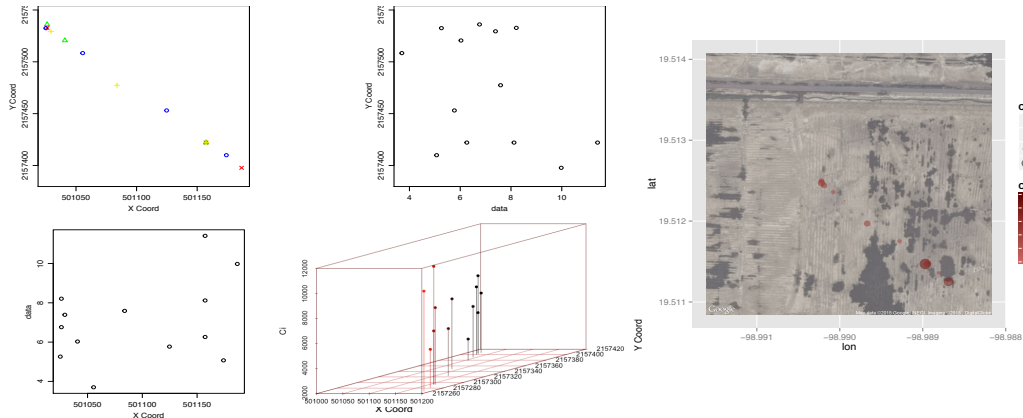 2157500
2157450
2157400
Y Coord
501050 501100 501150
X Coord
2157500
2157450
2157400
Y Coord
4 6 8 10
data
10
8
6
4
data
501050 501100 501150
X Coord
12000
10000
8000
6000
4000
2000
Ci
501000 501050 501100 501150 501200
X Coord
2157260
2157280
2157300
2157320
2157340
2157360
2157380
2157400
2157420
Y Coord
19.514
19.513
19.512
19.511
lat
Google
−98.991 −98.990 −98.989 −98.988
lon